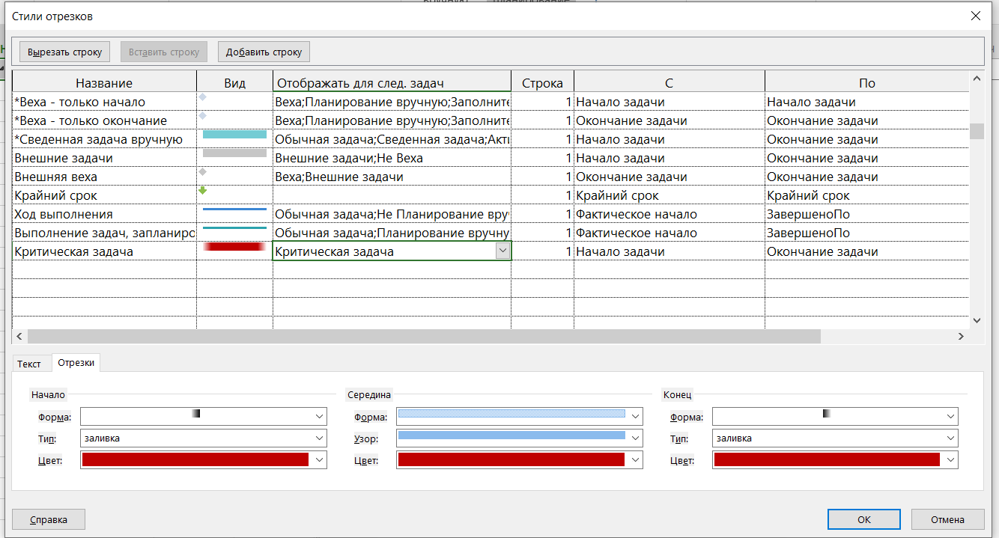 Стили отрезков
Вырезать строку Вставить строку Добавить строку
Название Вид Отображать для след. задач Строка С По
*Веха - только начало Веха;Планирование вручную;Заполните 1 Начало задачи Начало задачи
*Веха - только окончание Веха;Планирование вручную;Заполните 1 Окончание задачи Окончание задачи
*Сведенная задача вручную Обычная задача;Сведенная задача;Акти 1 Начало задачи Окончание задачи
Внешние задачи Внешние задачи;Не Веха 1 Начало задачи Окончание задачи
Внешняя веха Веха;Внешние задачи 1 Окончание задачи Окончание задачи
Крайний срок 1 Крайний срок Крайний срок
Ход выполнения Обычная задача;Не Планирование вру 1 Фактическое начало ЗавершеноПо
Выполнение задач, запланиро Обычная задача;Планирование вручну 1 Фактическое начало ЗавершеноПо
Критическая задача Критическая задача 1 Начало задачи Окончание задачи
Текст Отрезки
Начало Середина Конец
Форма: Форма: Форма:
Тип: заливка Узор: Тип: заливка
Цвет: Цвет: Цвет:
Справка ОК Отмена